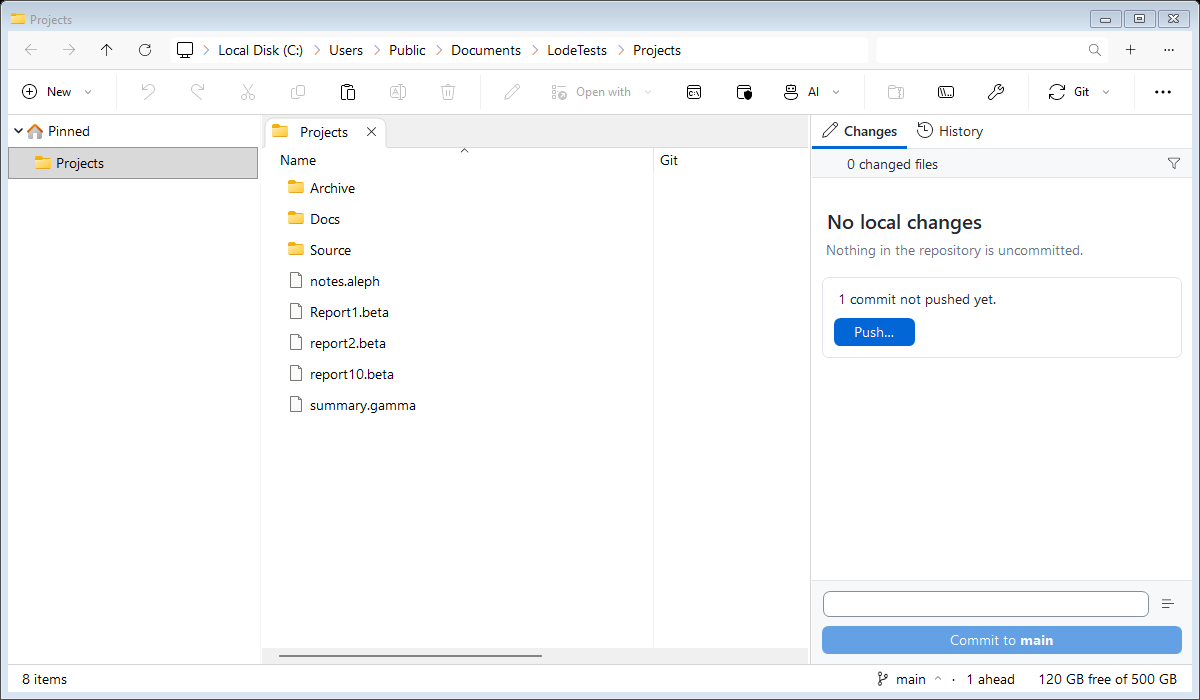 Projects
Local Disk (C:) Users Public Documents LodeTests Projects
New Open with AI Git
Pinned
Projects
Projects
Name Git
Archive
Docs
Source
notes.aleph
Report1.beta
report2.beta
report10.beta
summary.gamma
Changes History
0 changed files
No local changes
Nothing in the repository is uncommitted.
1 commit not pushed yet.
Push...
Commit to main
8 items main · 1 ahead 120 GB free of 500 GB